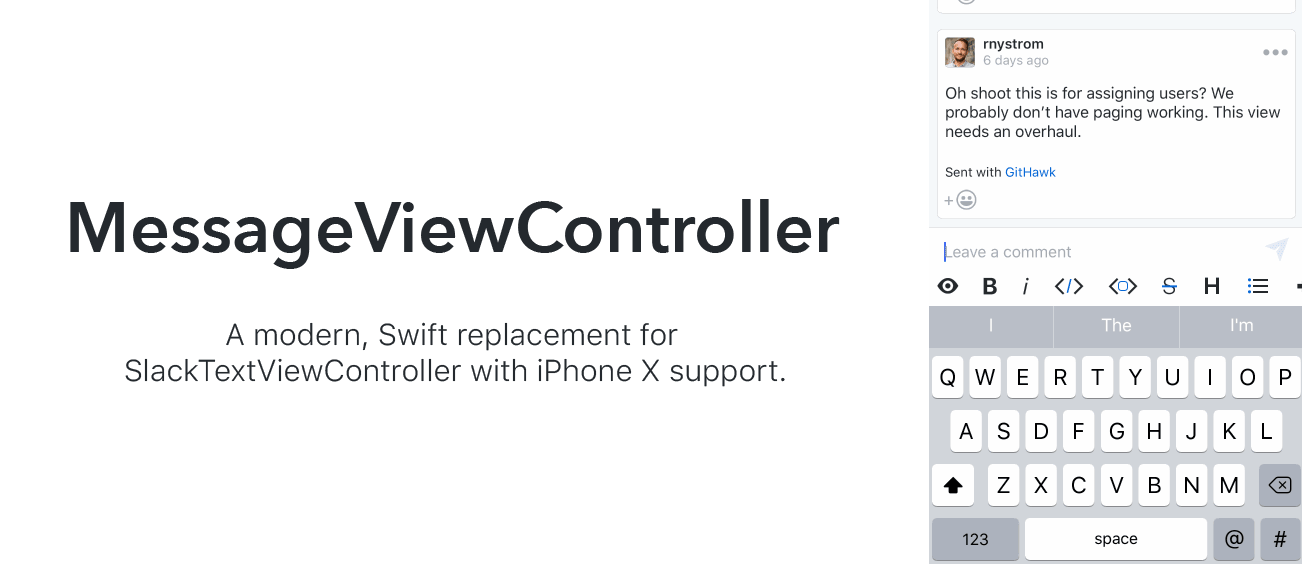 MessageViewController
A modern, Swift replacement for
SlackTextViewController with iPhone X support.
rnystrom
6 days ago
Oh shoot this is for assigning users? We
probably don’t have paging working. This view
needs an overhaul.
Sent with GitHawk
+
Leave a comment
B i </> <> S H
I The I'm
Q W E R T Y U I O P
A S D F G H J K L
Z X C V B N M
123 space @ #